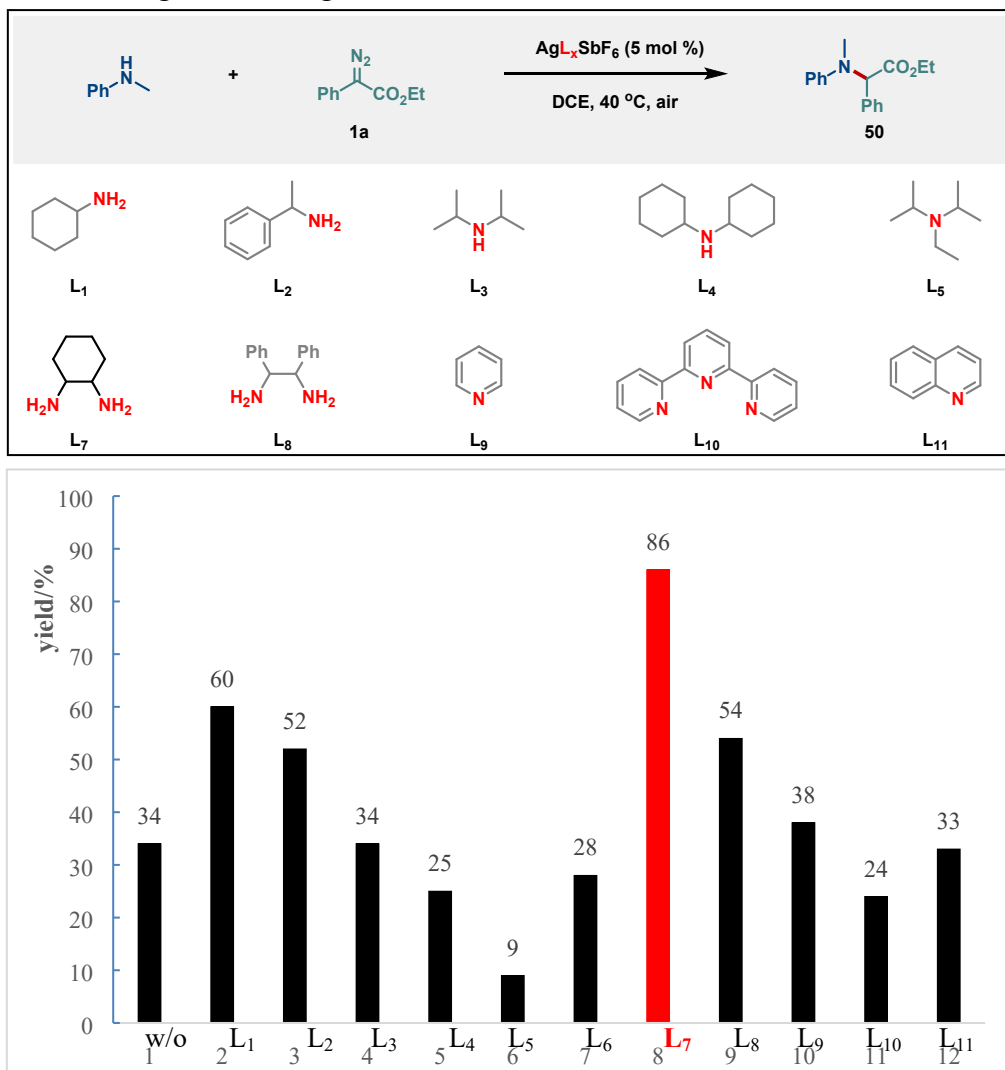 H
Ph N
+
N2
Ph CO2Et
1a
AgLxSbF6 (5 mol %)
DCE, 40 oC, air
Ph N CO2Et
Ph
50
NH2
L1
NH2
L2
N
H
L3
N
H
L4
N
L5
H2N NH2
L7
Ph Ph
H2N NH2
L8
N
L9
N N N
L10
N
L11
yield/%
100
90
80
70
60
50
40
30
20
10
0
34
60
52
34
25
9
28
86
54
38
24
33
w/o L1 L2 L3 L4 L5 L6 L7 L8 L9 L10 L11
1 2 3 4 5 6 7 8 9 10 11 12